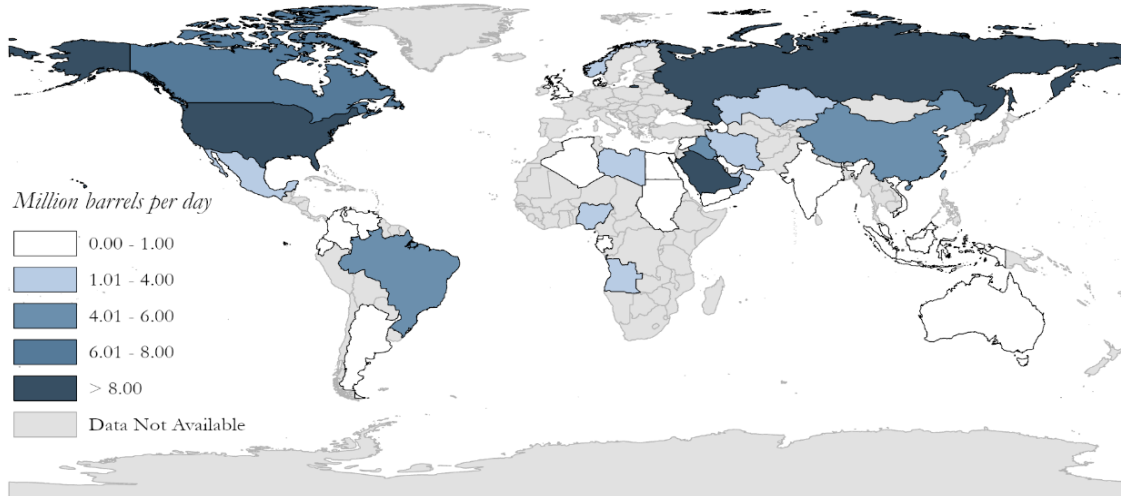 Million barrels per day
0.00 - 1.00
1.01 - 4.00
4.01 - 6.00
6.01 - 8.00
> 8.00
Data Not Available